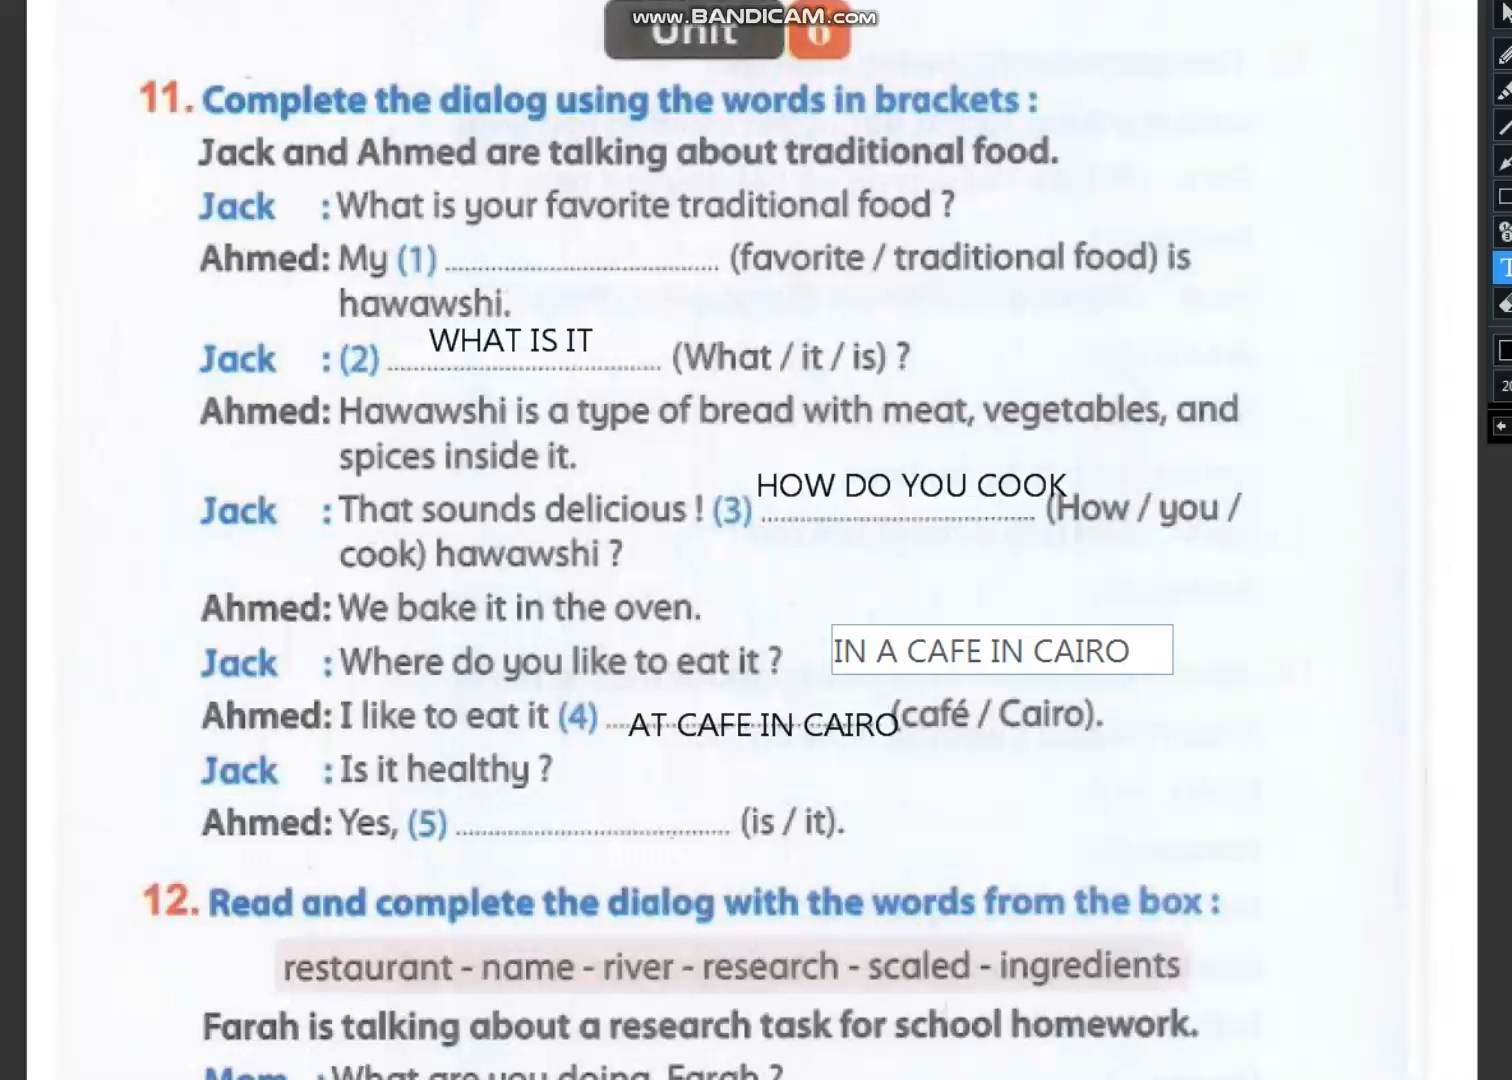 www.BANDICAM.com
Unit 6
11. Complete the dialog using the words in brackets :
Jack and Ahmed are talking about traditional food.
Jack : What is your favorite traditional food ?
Ahmed: My (1) ........................ (favorite / traditional food) is
hawawshi.
WHAT IS IT
Jack : (2) ........................ (What / it / is) ?
Ahmed: Hawawshi is a type of bread with meat, vegetables, and
spices inside it.
HOW DO YOU COOK
Jack : That sounds delicious ! (3) ........................ (How / you /
cook) hawawshi ?
Ahmed: We bake it in the oven.
IN A CAFE IN CAIRO
Jack : Where do you like to eat it ?
Ahmed: I like to eat it (4) ... AT CAFE IN CAIRO (café / Cairo).
Jack : Is it healthy ?
Ahmed: Yes, (5) ........................ (is / it).
12. Read and complete the dialog with the words from the box :
restaurant - name - river - research - scaled - ingredients
Farah is talking about a research task for school homework.
Mom : What are you doing, Farah ?